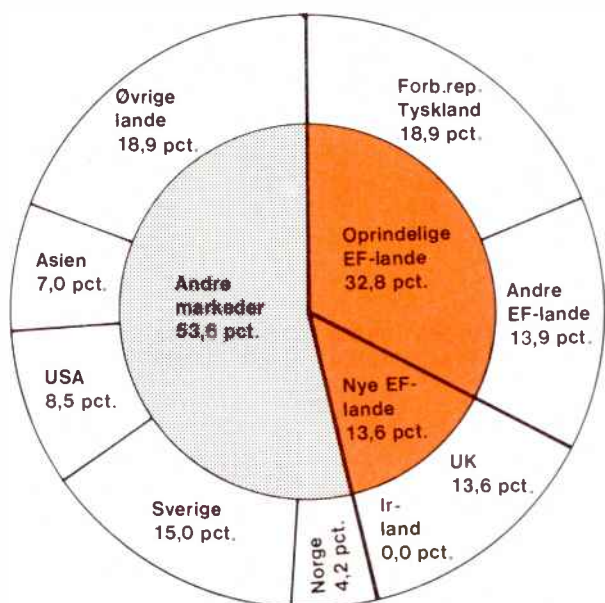 Øvrige
lande
18,9 pct.
Forb.rep.
Tyskland
18,9 pct.
Oprindelige
EF-lande
32,8 pct.
Andre
EF-lande
13,9 pct.
Asien
7,0 pct.
Andre
markeder
53,6 pct.
USA
8,5 pct.
Nye EF-
lande
13,6 pct.
UK
13,6 pct.
Ir-
land
0,0 pct.
Sverige
15,0 pct.
Norge
4,2 pct.